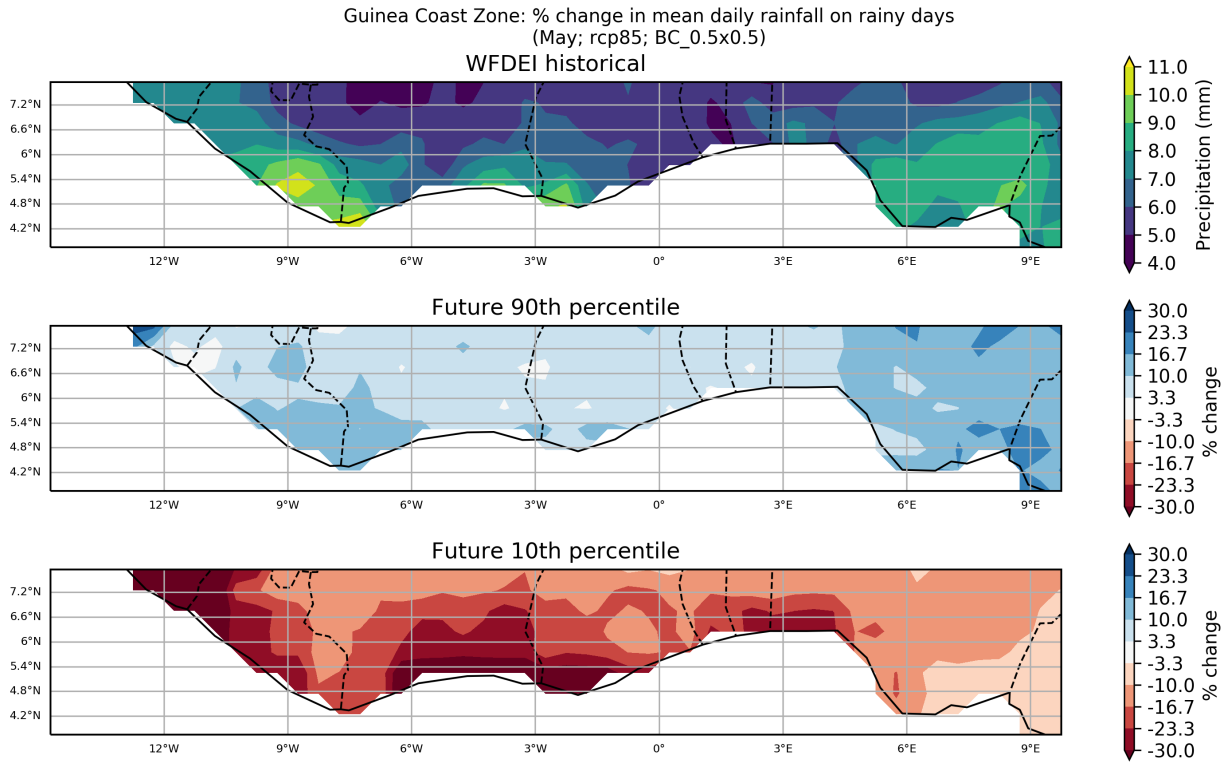 Guinea Coast Zone: % change in mean daily rainfall on rainy days
(May; rcp85; BC_0.5x0.5)
WFDEI historical
7.2°N
6.6°N
6°N
5.4°N
4.8°N
4.2°N
12°W 9°W 6°W 3°W 0° 3°E 6°E 9°E
11.0
10.0
9.0
8.0
7.0
6.0
5.0
4.0
Precipitation (mm)
Future 90th percentile
7.2°N
6.6°N
6°N
5.4°N
4.8°N
4.2°N
12°W 9°W 6°W 3°W 0° 3°E 6°E 9°E
30.0
23.3
16.7
10.0
3.3
-3.3
-10.0
-16.7
-23.3
-30.0
% change
Future 10th percentile
7.2°N
6.6°N
6°N
5.4°N
4.8°N
4.2°N
12°W 9°W 6°W 3°W 0° 3°E 6°E 9°E
30.0
23.3
16.7
10.0
3.3
-3.3
-10.0
-16.7
-23.3
-30.0
% change